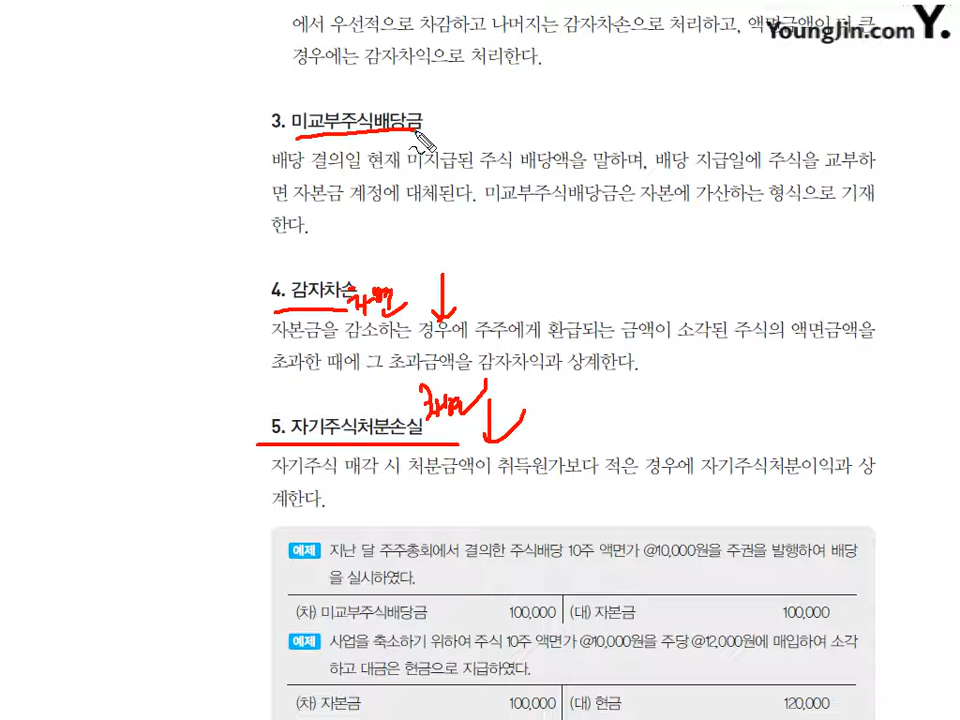 에서 우선적으로 차감하고 나머지는 감자차손으로 처리하고, 액면금액이 더 큰
YoungJin.com Y.
경우에는 감자차익으로 처리한다.
3. 미교부주식배당금
배당 결의일 현재 미지급된 주식 배당액을 말하며, 배당 지급일에 주식을 교부하
면 자본금 계정에 대체된다. 미교부주식배당금은 자본에 가산하는 형식으로 기재
한다.
4. 감자차손
자본금을 감소하는 경우에 주주에게 환급되는 금액이 소각된 주식의 액면금액을
초과한 때에 그 초과금액을 감자차익과 상계한다.
5. 자기주식처분손실
자기주식 매각 시 처분금액이 취득원가보다 적은 경우에 자기주식처분이익과 상
계한다.
예제 지난 달 주주총회에서 결의한 주식배당 10주 액면가 @10,000원을 주권을 발행하여 배당
을 실시하였다.
(차) 미교부주식배당금 100,000 (대) 자본금 100,000
예제 사업을 축소하기 위하여 주식 10주 액면가 @10,000원을 주당 @12,000원에 매입하여 소각
하고 대금은 현금으로 지급하였다.
(차) 자본금 100,000 (대) 현금 120,000